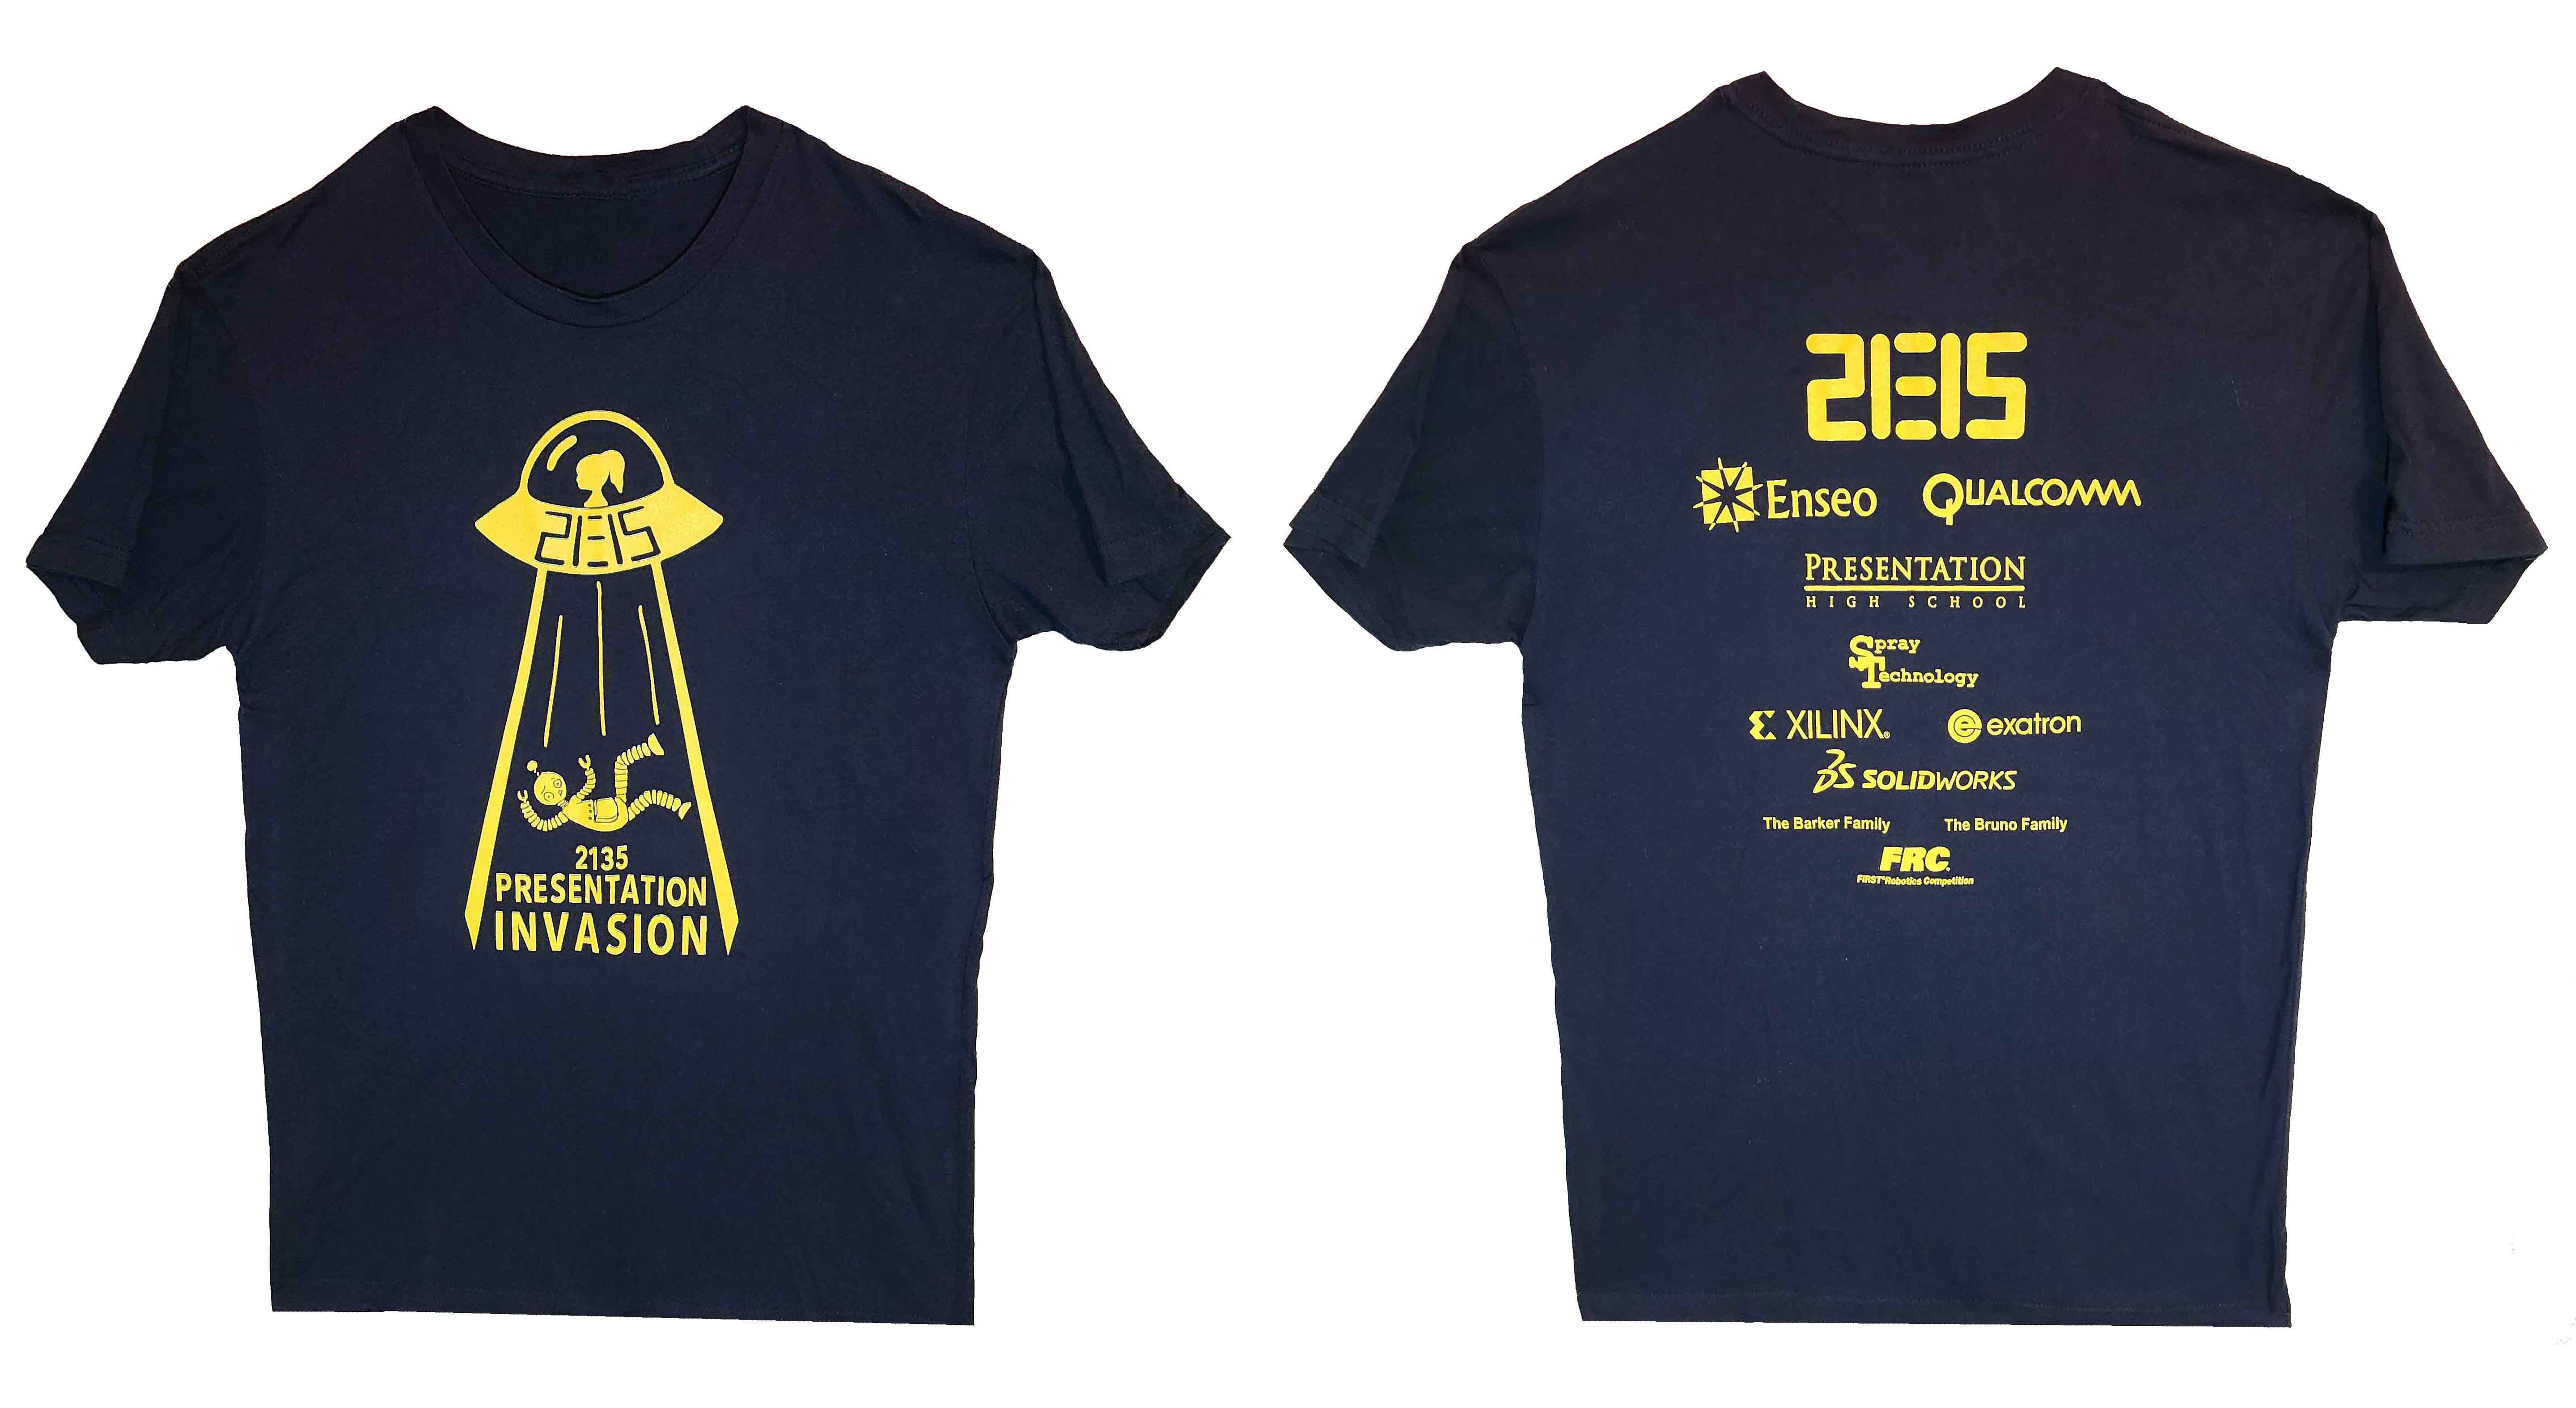 2135
2135
PRESENTATION
INVASION
2135
Enseo QUALCOMM
PRESENTATION
HIGH SCHOOL
Spray
Technology
XILINX® exatron
DS SOLIDWORKS
The Barker Family The Bruno Family
FRC®
FIRST® Robotics Competition